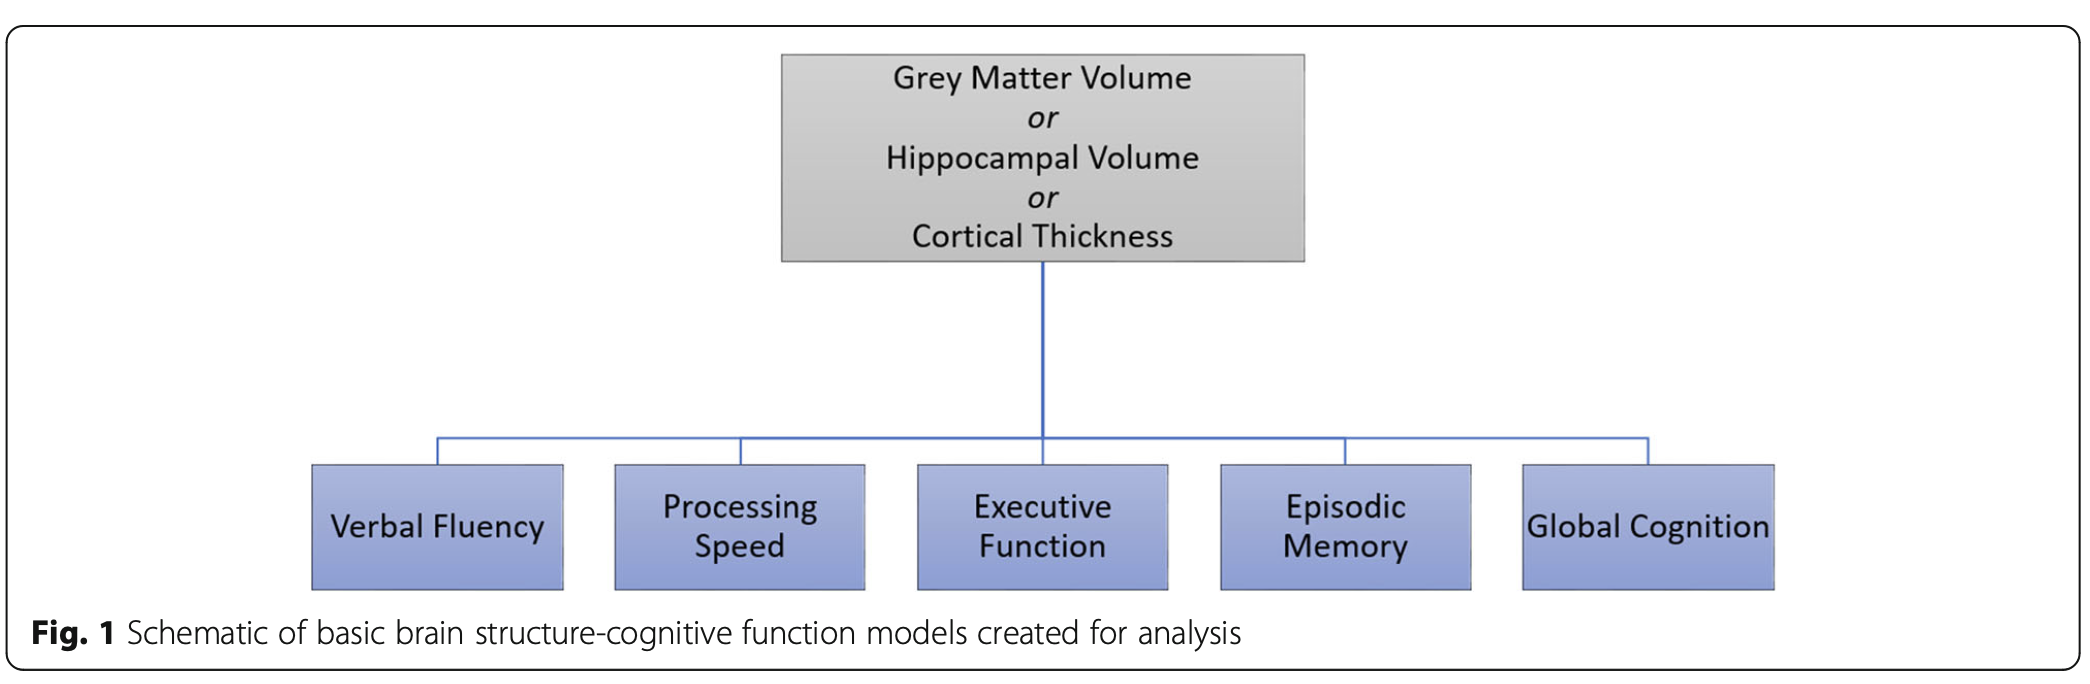 Grey Matter Volume
or
Hippocampal Volume
or
Cortical Thickness
Verbal Fluency
Processing
Speed
Executive
Function
Episodic
Memory
Global Cognition
Fig. 1 Schematic of basic brain structure-cognitive function models created for analysis